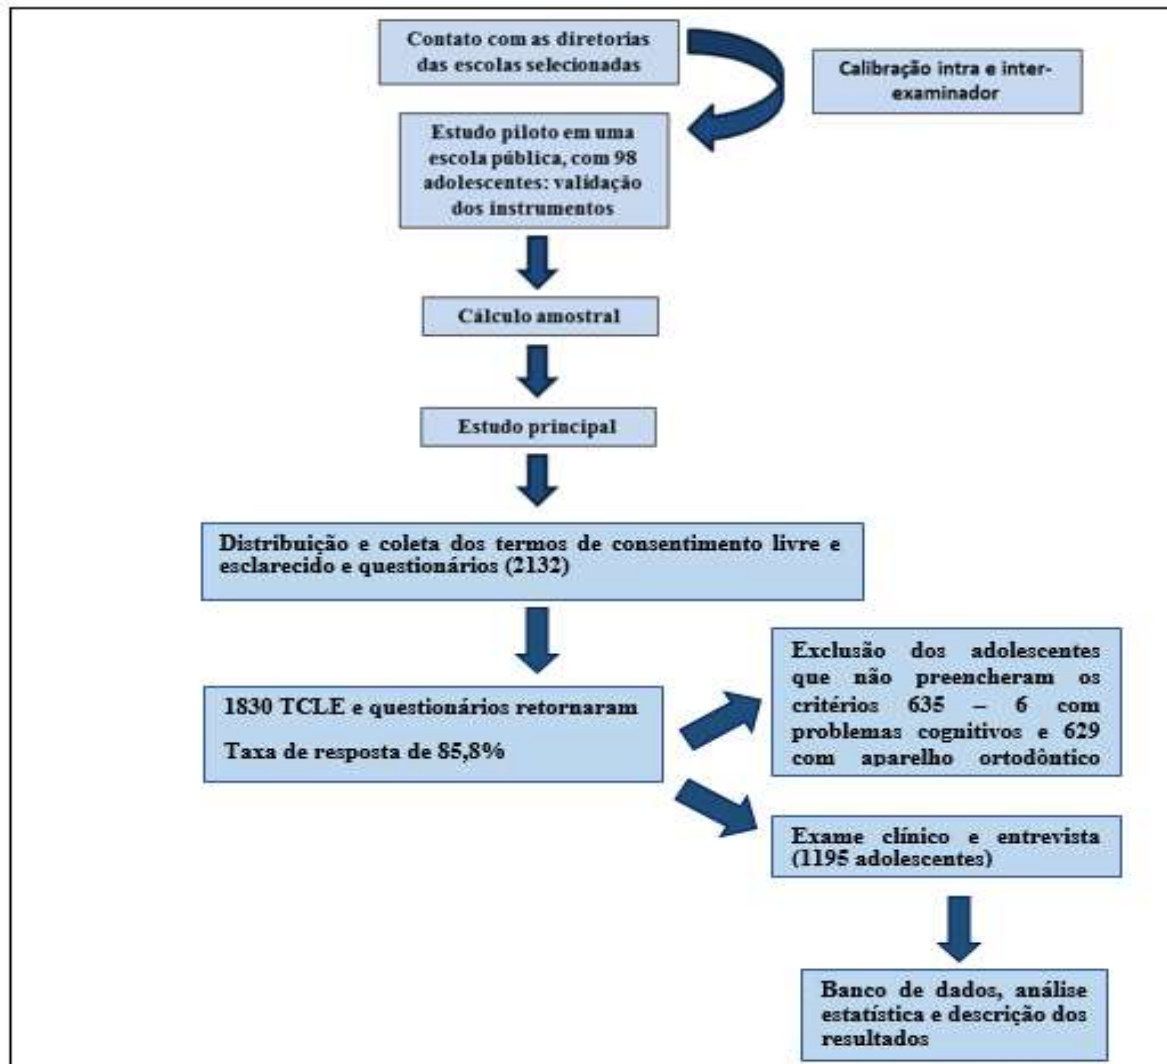 Contato com as diretorias
das escolas selecionadas
Calibração intra e inter-
examinador
Estudo piloto em uma
escola pública, com 98
adolescentes: validação
dos instrumentos
Cálculo amostral
Estudo principal
Distribuição e coleta dos termos de consentimento livre e
esclarecido e questionários (2132)
1830 TCLE e questionários retornaram
Taxa de resposta de 85,8%
Exclusão dos adolescentes
que não preencheram os
critérios 635 – 6 com
problemas cognitivos e 629
com aparelho ortodôntico
Exame clínico e entrevista
(1195 adolescentes)
Banco de dados, análise
estatística e descrição dos
resultados